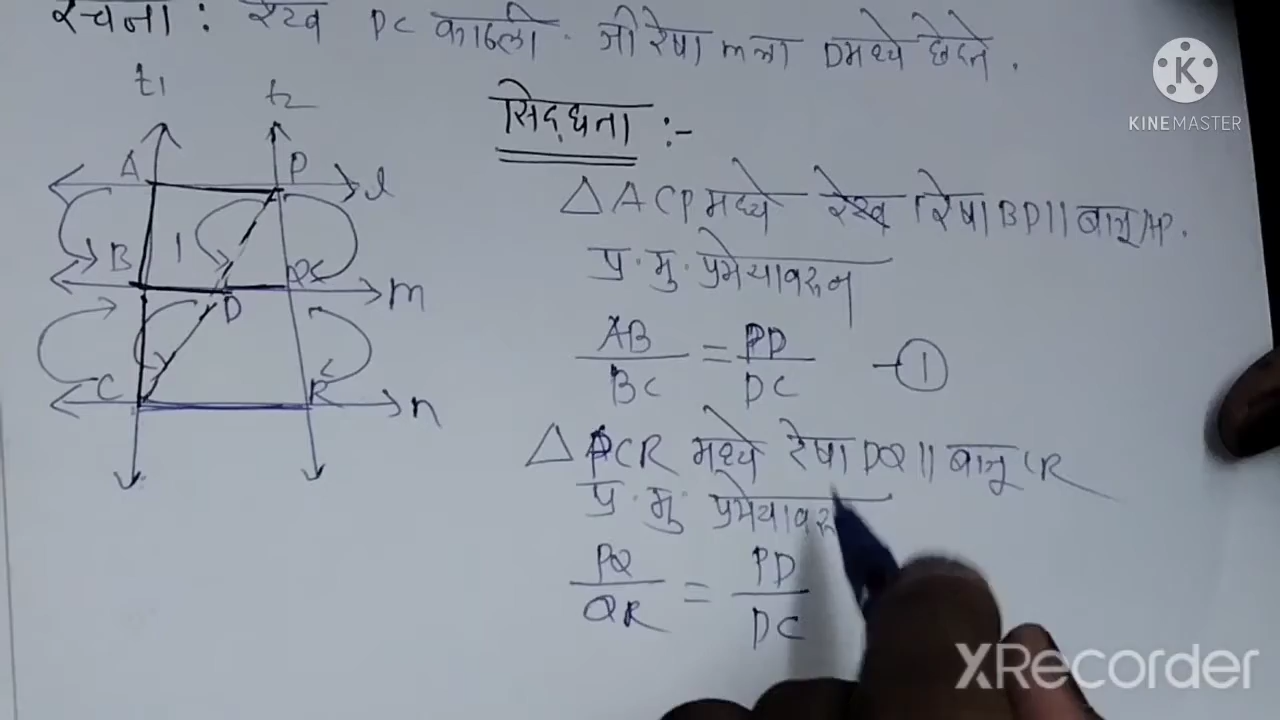 रचना : रेख DC काढली. जी रेषा m ला D मध्ये छेदते.
t1 t2
सिद्धता :-
A P l
△ACP मध्ये रेषा BD || बाजू AP.
B Q m
D
प्र. मु. प्रमेयावरून
AB/BC = PD/DC - 1
C R n
△PCR मध्ये रेषा DQ || बाजू CR
प्र. मु. प्रमेयावरू
PQ/QR = PD/DC
K
KINEMASTER
XRecorder